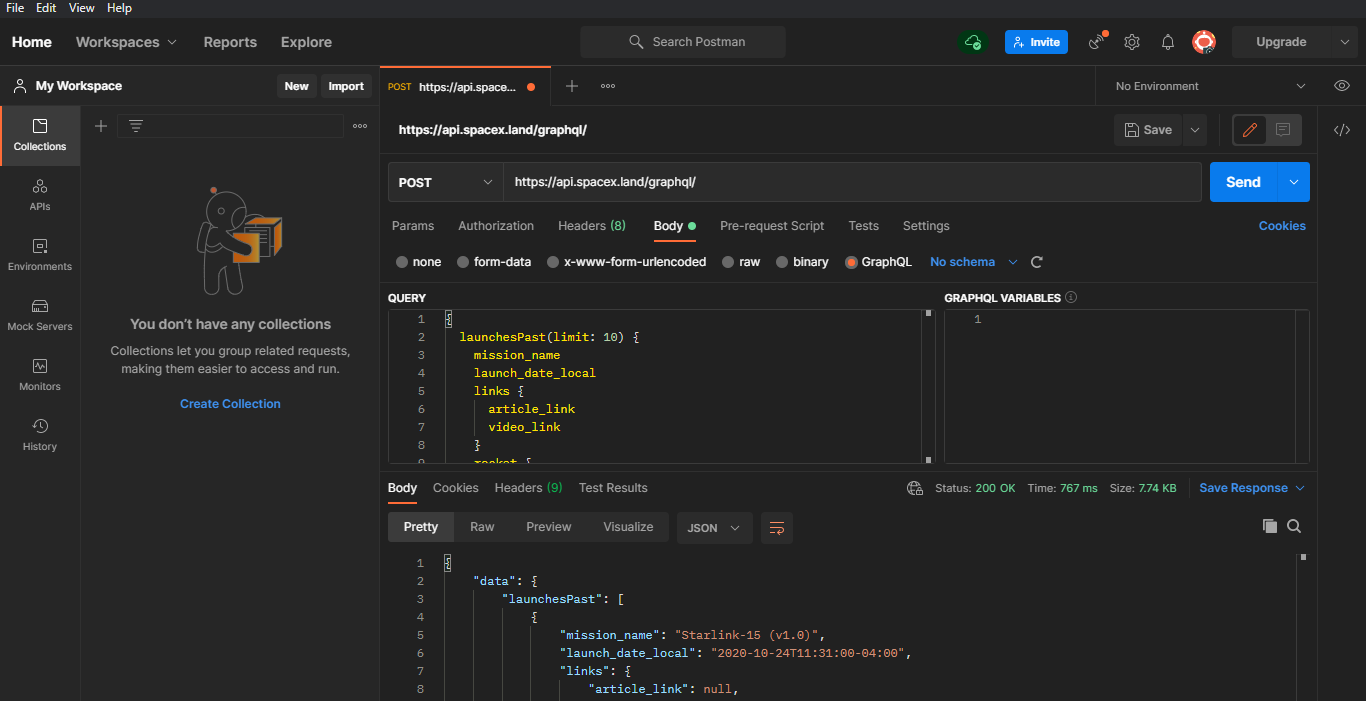 File Edit View Help
Home Workspaces Reports Explore Search Postman Invite Upgrade
My Workspace New Import
POST https://api.space... No Environment
Collections
APIs
Environments
Mock Servers
Monitors
History
You don’t have any collections
Collections let you group related requests,
making them easier to access and run.
Create Collection
https://api.spacex.land/graphql/ Save
POST https://api.spacex.land/graphql/ Send
Params Authorization Headers (8) Body Pre-request Script Tests Settings Cookies
none form-data x-www-form-urlencoded raw binary GraphQL No schema
QUERY GRAPHQL VARIABLES
1 { 1
2 launchesPast(limit: 10) {
3 mission_name
4 launch_date_local
5 links {
6 article_link
7 video_link
8 }
9 rocket {
Body Cookies Headers (9) Test Results Status: 200 OK Time: 767 ms Size: 7.74 KB Save Response
Pretty Raw Preview Visualize JSON
1 {
2 "data": {
3 "launchesPast": [
4 {
5 "mission_name": "Starlink-15 (v1.0)",
6 "launch_date_local": "2020-10-24T11:31:00-04:00",
7 "links": {
8 "article_link": null,